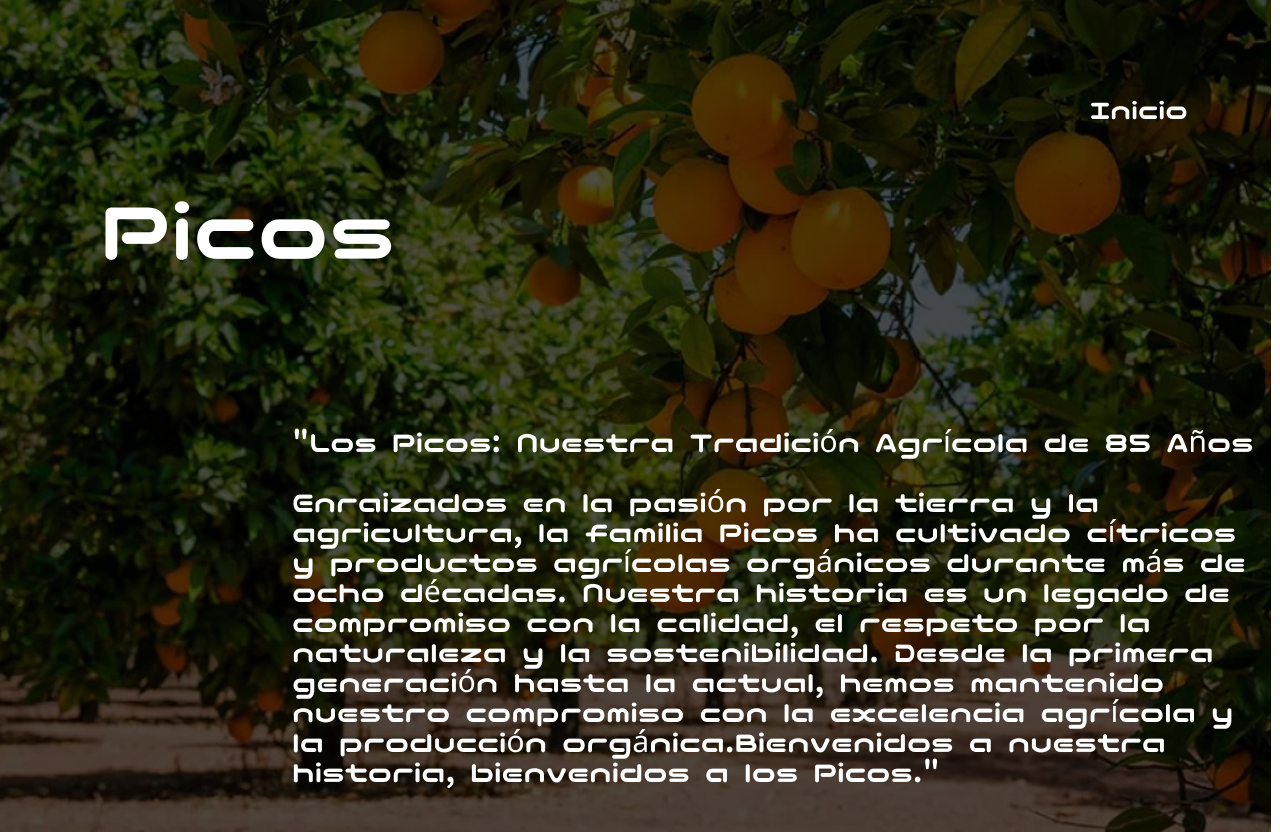 Inicio
Picos
"Los Picos: Nuestra Tradición Agrícola de 85 Años
Enraizados en la pasión por la tierra y la
agricultura, la familia Picos ha cultivado cítricos
y productos agrícolas orgánicos durante más de
ocho décadas. Nuestra historia es un legado de
compromiso con la calidad, el respeto por la
naturaleza y la sostenibilidad. Desde la primera
generación hasta la actual, hemos mantenido
nuestro compromiso con la excelencia agrícola y
la producción orgánica.Bienvenidos a nuestra
historia, bienvenidos a los Picos."